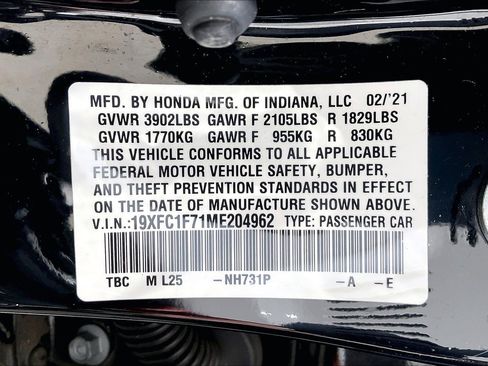 MFD. BY HONDA MFG. OF INDIANA, LLC 02/'21
GVWR 3902LBS GAWR F 2105LBS R 1829LBS
GVWR 1770KG GAWR F 955KG R 830KG
THIS VEHICLE CONFORMS TO ALL APPLICABLE
FEDERAL MOTOR VEHICLE SAFETY, BUMPER,
AND THEFT PREVENTION STANDARDS IN EFFECT
ON THE DATE OF MANUFACTURE SHOWN ABOVE.
V.I.N.:19XFC1F71ME204962 TYPE: PASSENGER CAR
TBC M L25 -NH731P -A -E